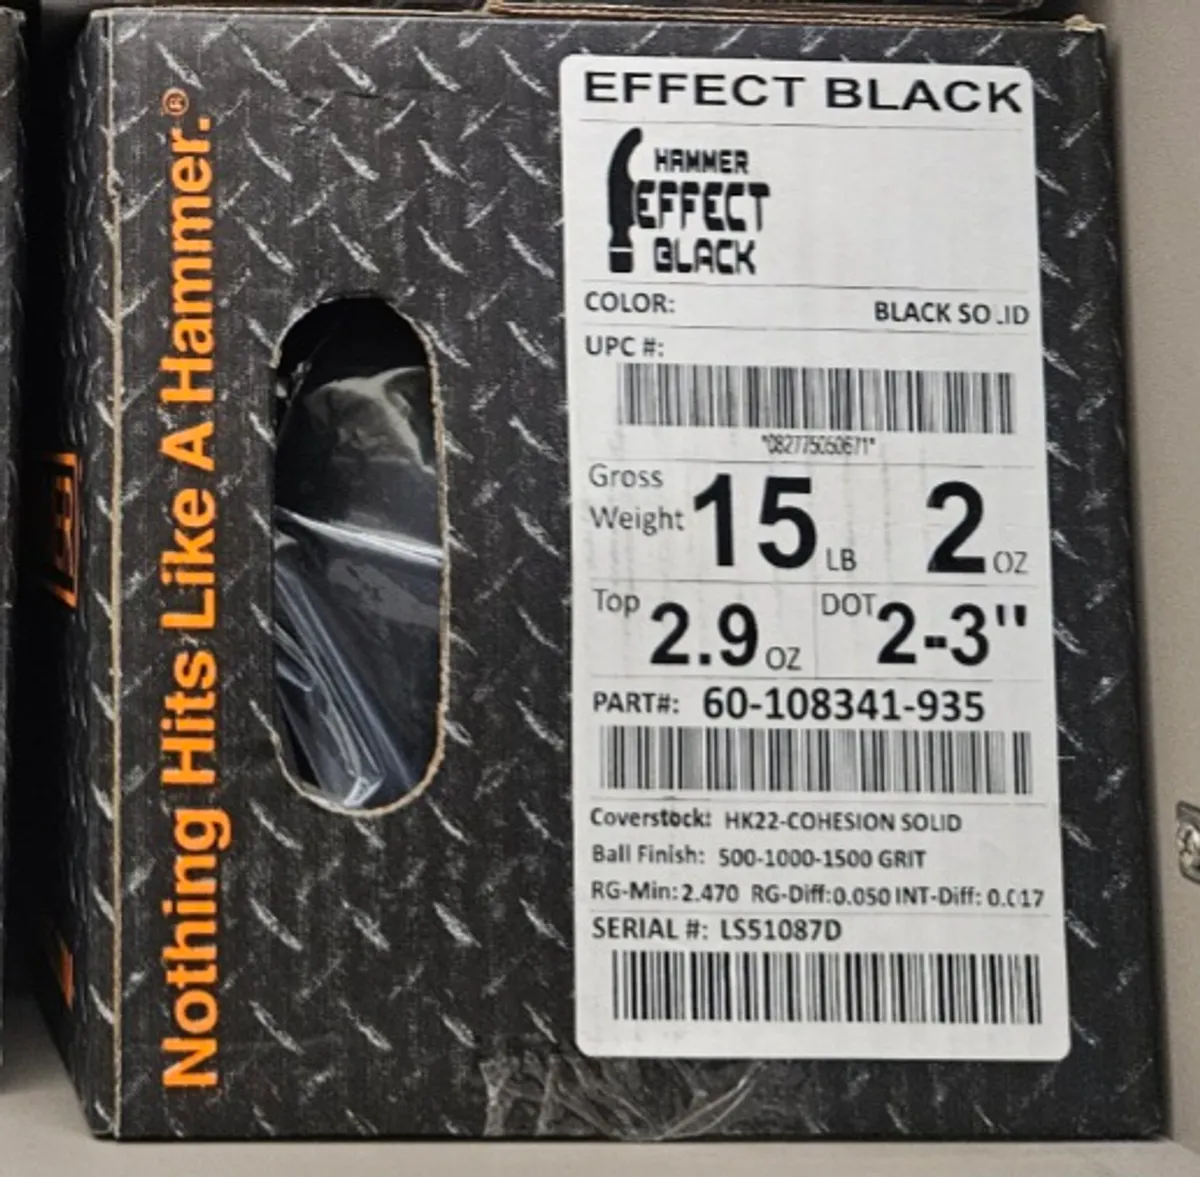 Nothing Hits Like A Hammer.®
EFFECT BLACK
HAMMER
EFFECT
BLACK
COLOR: BLACK SOLID
UPC #:
Gross Weight 15 LB 2 OZ
Top 2.9 OZ DOT 2-3"
PART#: 60-108341-935
Coverstock: HK22-COHESION SOLID
Ball Finish: 500-1000-1500 GRIT
RG-Min: 2.470 RG-Diff: 0.050 INT-Diff: 0.017
SERIAL #: LS51087D